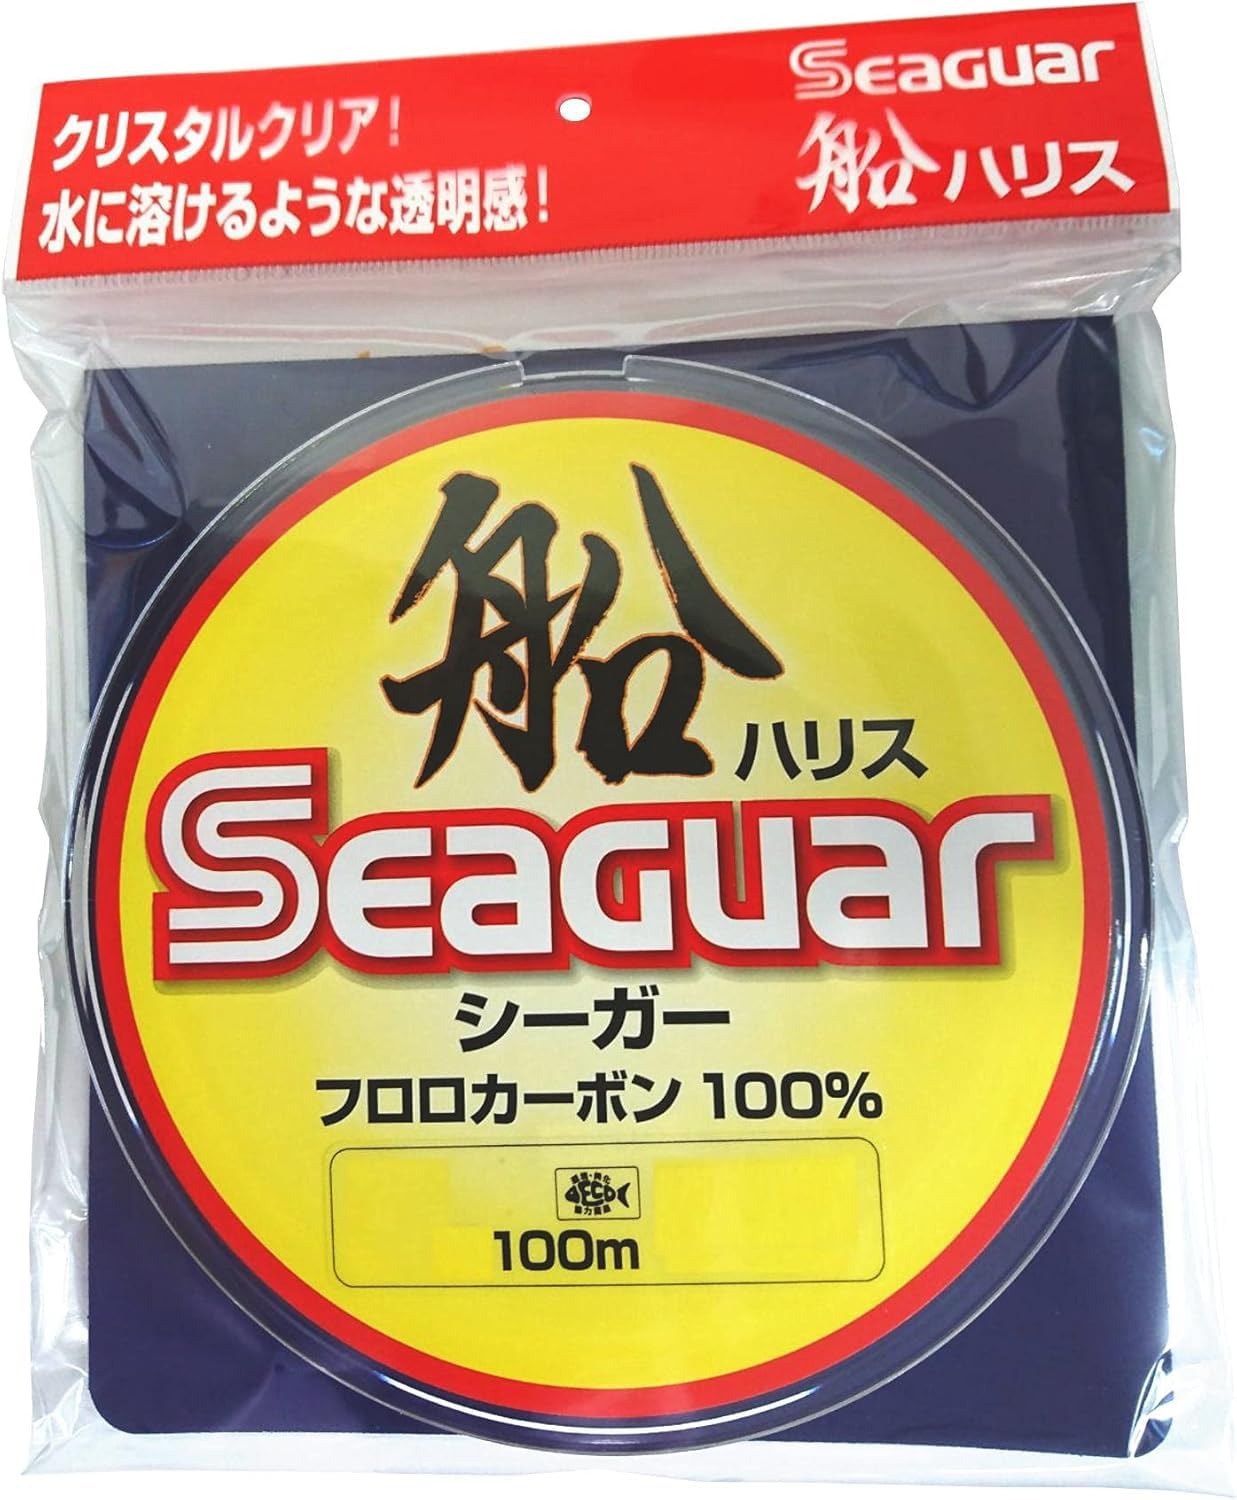 クリスタルクリア!
水に溶けるような透明感!
Seaguar
船ハリス
船ハリス
Seaguar
シーガー
フロロカーボン 100%
ECO
100m